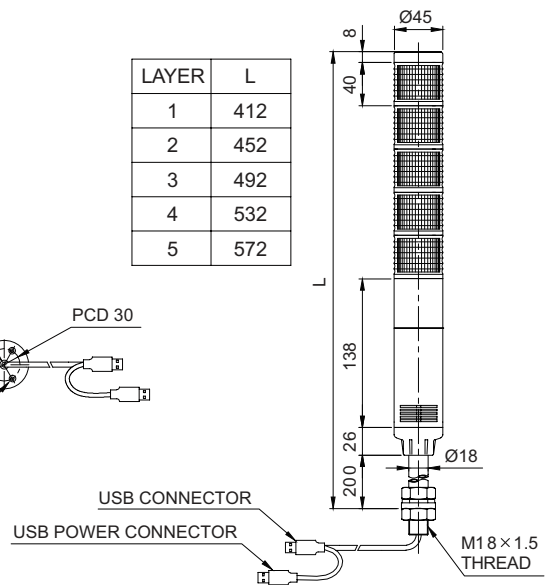 Ø45
8
40
LAYER L
1 412
2 452
3 492
4 532
5 572
L
PCD 30
138
26
Ø18
200
USB CONNECTOR
USB POWER CONNECTOR
M18×1.5
THREAD